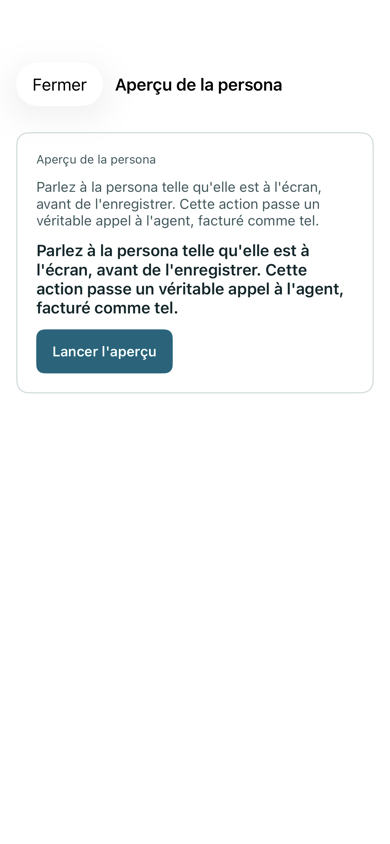 Fermer
Aperçu de la persona
Aperçu de la persona
Parlez à la persona telle qu'elle est à l'écran,
avant de l'enregistrer. Cette action passe un
véritable appel à l'agent, facturé comme tel.
Parlez à la persona telle qu'elle est à
l'écran, avant de l'enregistrer. Cette
action passe un véritable appel à l'agent,
facturé comme tel.
Lancer l'aperçu